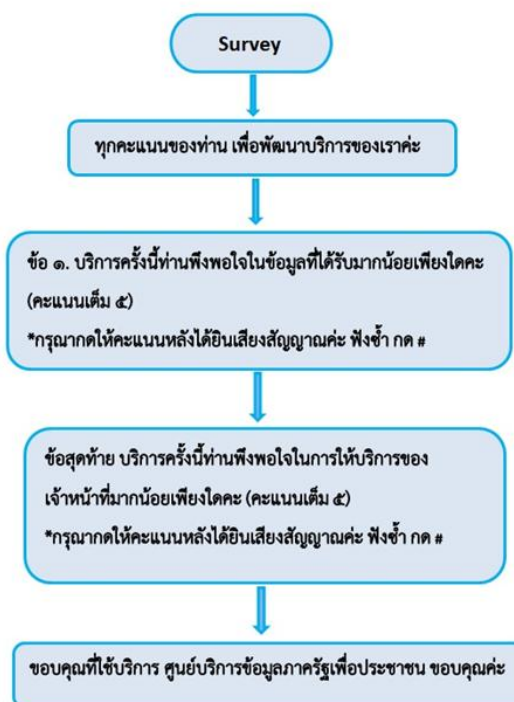 Survey
ทุกคะแนนของท่าน เพื่อพัฒนาบริการของเราค่ะ
ข้อ ๑. บริการครั้งนี้ท่านพึงพอใจในข้อมูลที่ได้รับมากน้อยเพียงใดคะ
(คะแนนเต็ม ๕)
*กรุณากดให้คะแนนหลังได้ยินเสียงสัญญาณค่ะ ฟังซ้ำ กด #
ข้อสุดท้าย บริการครั้งนี้ท่านพึงพอใจในการให้บริการของ
เจ้าหน้าที่มากน้อยเพียงใดคะ (คะแนนเต็ม ๕)
*กรุณากดให้คะแนนหลังได้ยินเสียงสัญญาณค่ะ ฟังซ้ำ กด #
ขอบคุณที่ใช้บริการ ศูนย์บริการข้อมูลภาครัฐเพื่อประชาชน ขอบคุณค่ะ